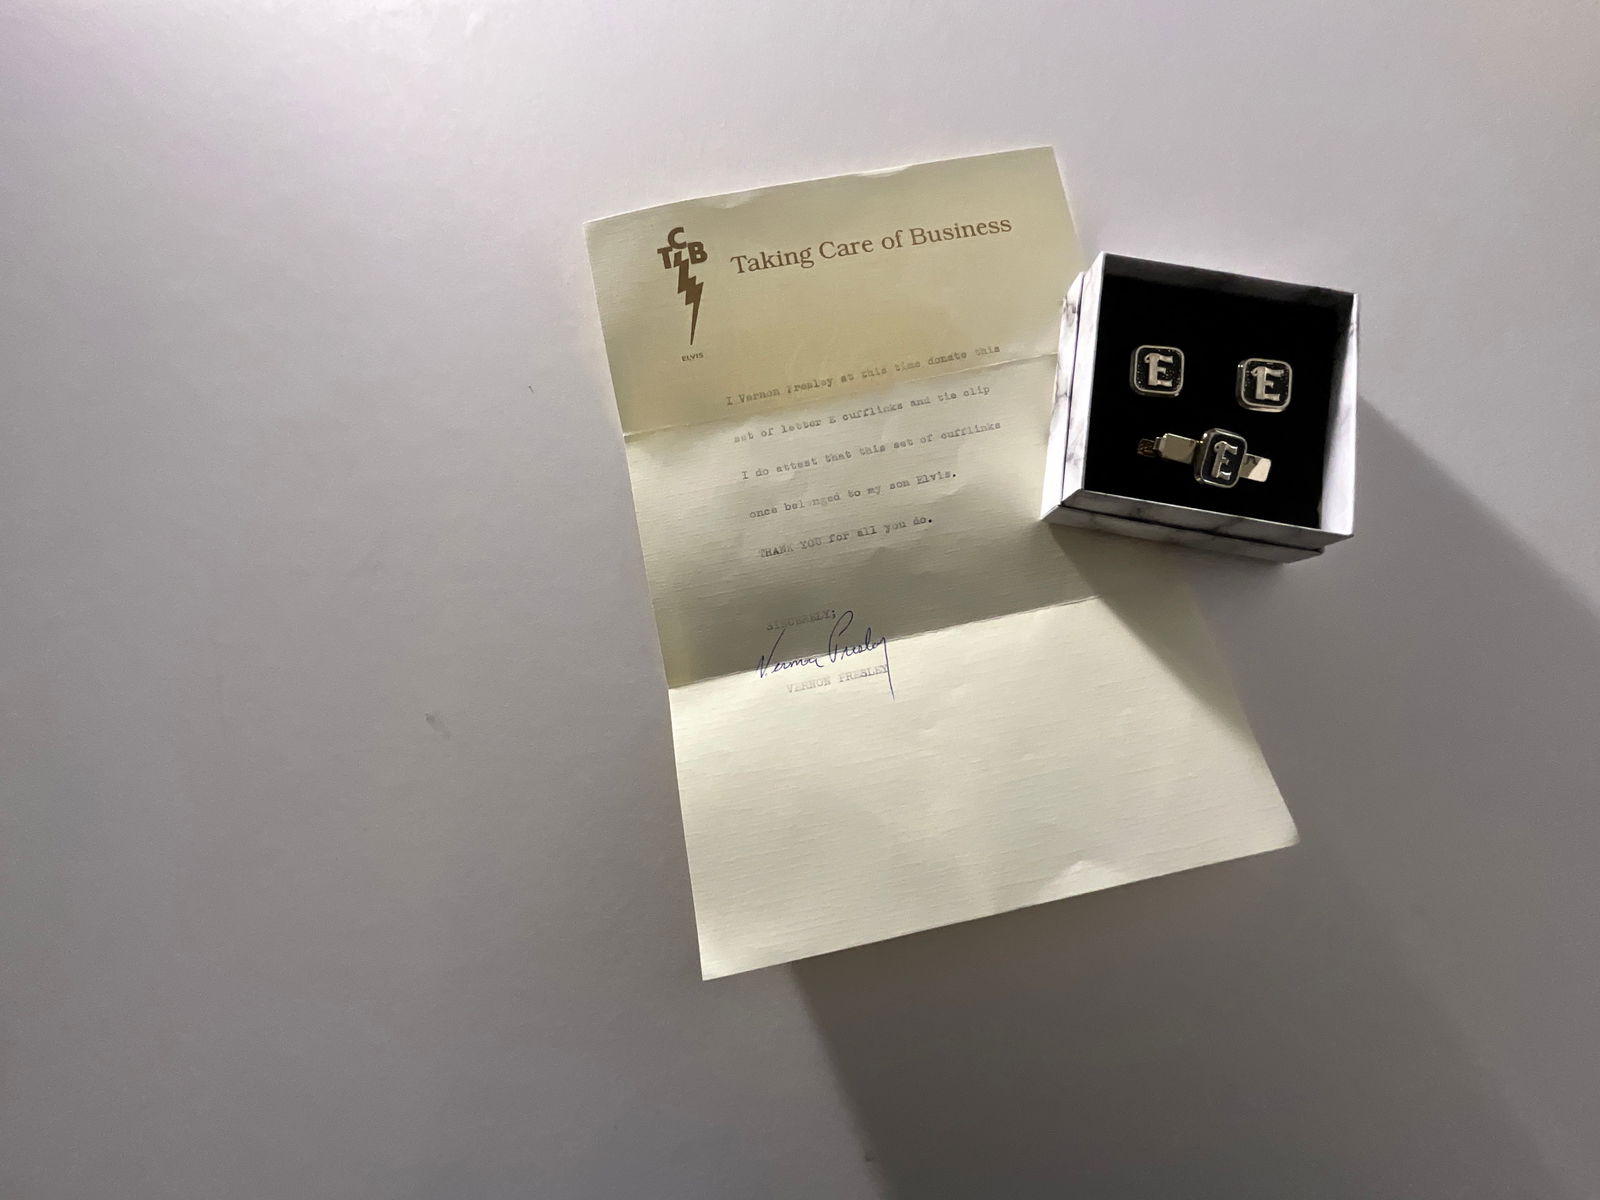 TCB
Taking Care of Business
ELVIS
I Vernon Presley at this time donate this
set of letter E cufflinks and tie clip
I do attest that this set of cufflinks
once belonged to my son Elvis.
THANK YOU for all you do.
SINCERELY;
Vernon Presley
VERNON PRESLEY
E
E
E